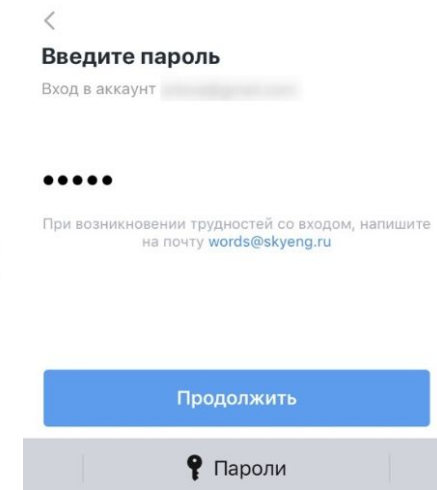 Введите пароль
Вход в аккаунт
При возникновении трудностей со входом, напишите
на почту words@skyeng.ru
Продолжить
Пароли